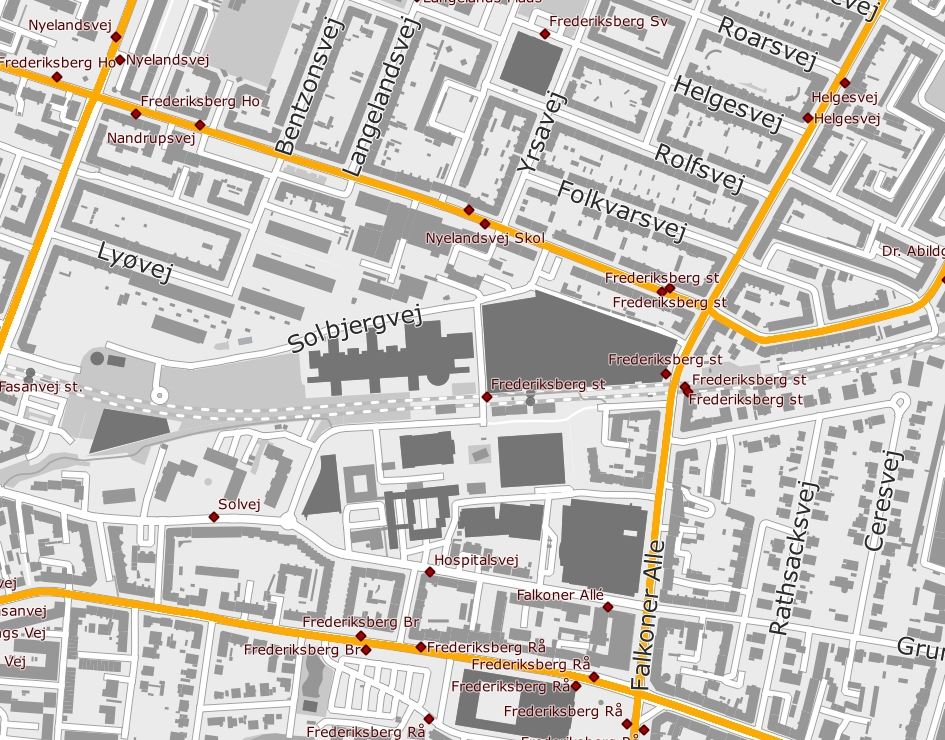 Langelands Plads
Frederiksberg Sv
Nyelandsvej
Roarsvej
Frederiksberg Ho
Nyelandsvej
Bentzonsvej
Langelandsvej
Helgesvej
Helgesvej
Frederiksberg Ho
Nandrupsvej
Helgesvej
Yrsavej
Rolfsvej
Folkvarsvej
Nyelandsvej Skol
Lyøvej
Frederiksberg st
Frederiksberg st
Solbjergvej
Frederiksberg st
Fasanvej st.
Frederiksberg st
Frederiksberg st
Frederiksberg st
Solvej
Rathsacksvej
Ceresvej
Hospitalsvej
Falkoner Allé
Falkoner Alle
Frederiksberg Br
Frederiksberg Br
Frederiksberg Rå
Frederiksberg Rå
Frederiksberg Rå
Frederiksberg Rå
Frederiksberg Rå